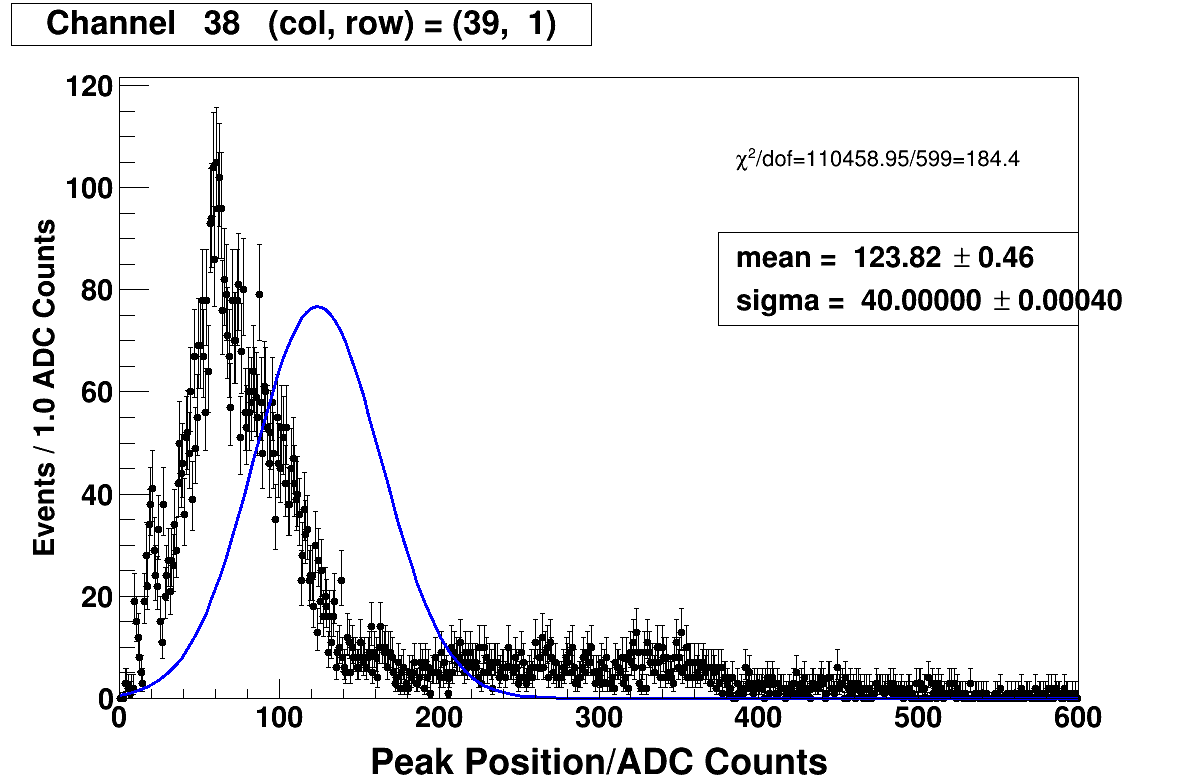 Channel 38 (col, row) = (39, 1)
120
100
80
60
40
20
0
Events / 1.0 ADC Counts
χ²/dof=110458.95/599=184.4
mean = 123.82 ± 0.46
sigma = 40.00000 ± 0.00040
0 100 200 300 400 500 600
Peak Position/ADC Counts